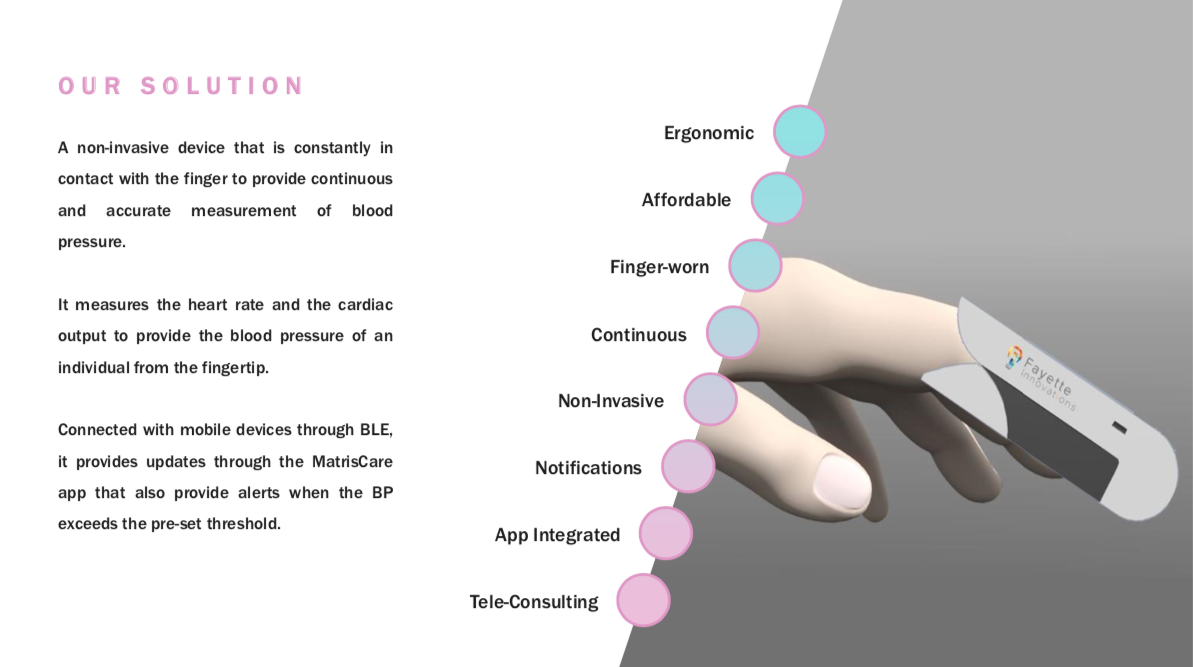 OUR SOLUTION
A non-invasive device that is constantly in
contact with the finger to provide continuous
and accurate measurement of blood
pressure.
It measures the heart rate and the cardiac
output to provide the blood pressure of an
individual from the fingertip.
Connected with mobile devices through BLE,
it provides updates through the MatrisCare
app that also provide alerts when the BP
exceeds the pre-set threshold.
Ergonomic
Affordable
Finger-worn
Continuous
Non-Invasive
Notifications
App Integrated
Tele-Consulting
Fayette
innovations